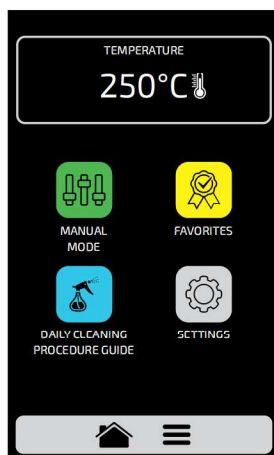 TEMPERATURE
250°C
MANUAL
MODE
FAVORITES
DAILY CLEANING
PROCEDURE GUIDE
SETTINGS